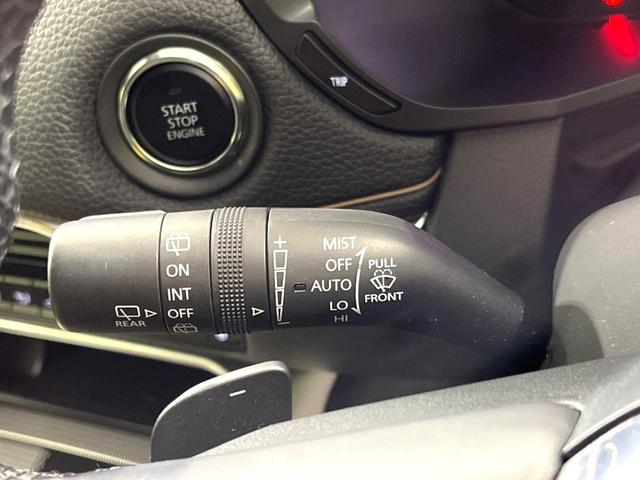 START
STOP
ENGINE
TRIP
ON
INT
OFF
REAR
+
-
MIST
OFF
AUTO
LO
HI
PULL
FRONT
-